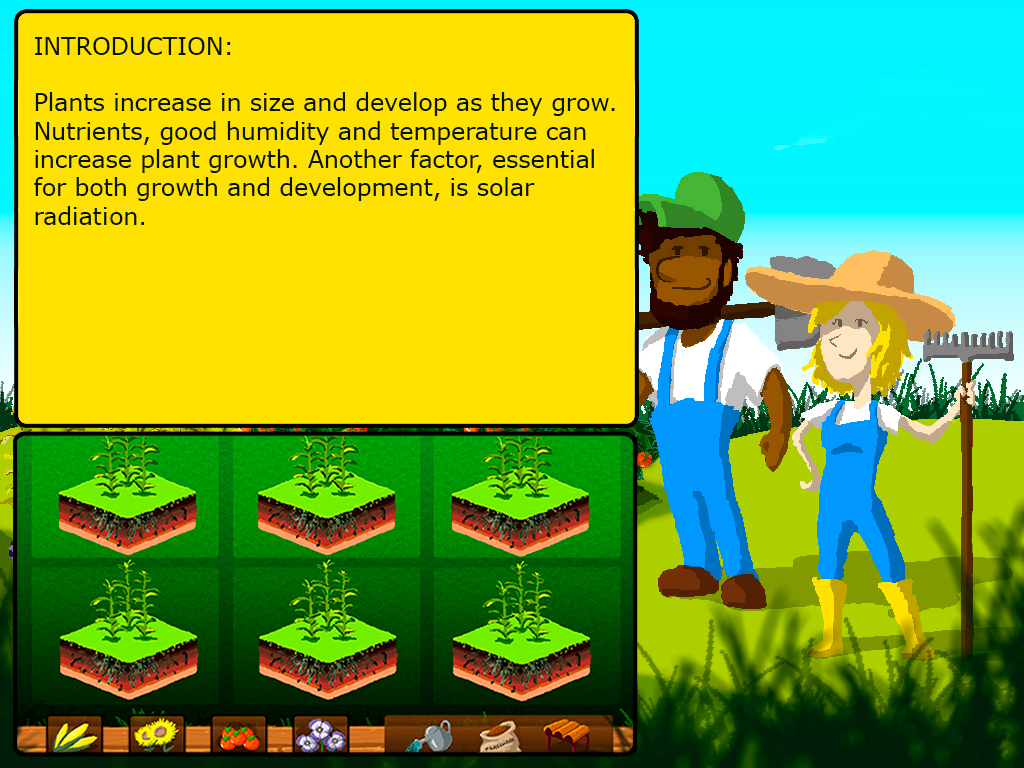 INTRODUCTION:
Plants increase in size and develop as they grow.
Nutrients, good humidity and temperature can
increase plant growth. Another factor, essential
for both growth and development, is solar
radiation.